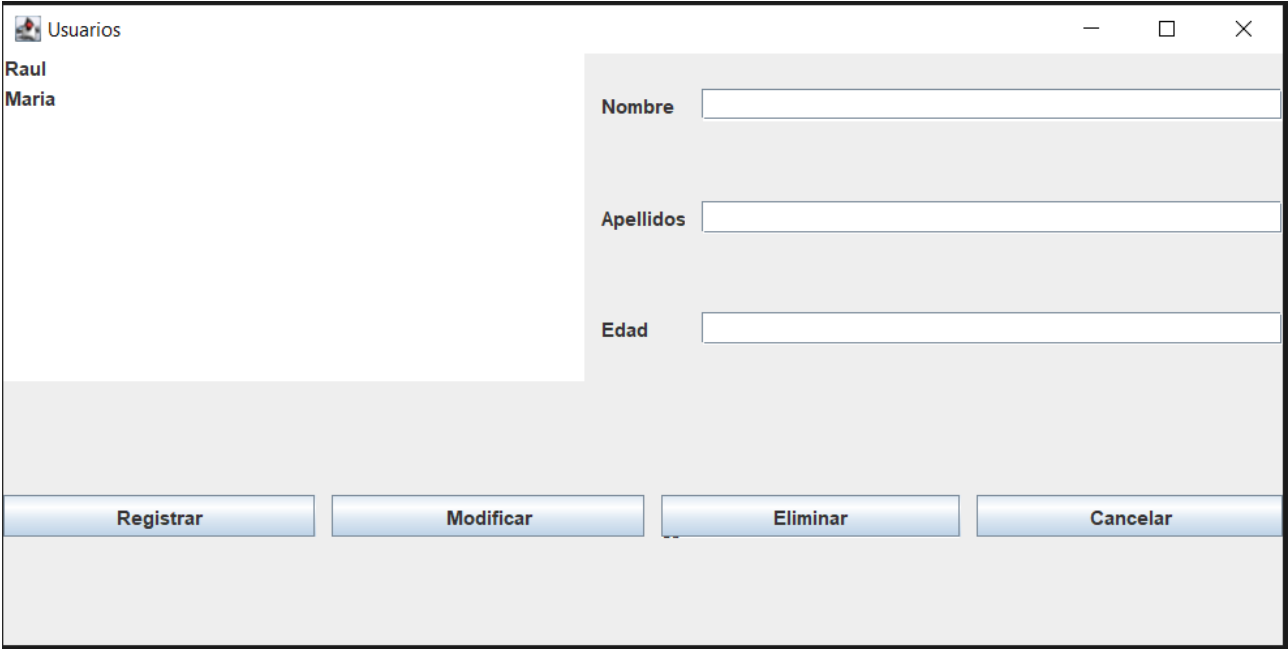 Usuarios
Raul
Maria
Nombre
Apellidos
Edad
Registrar Modificar Eliminar Cancelar